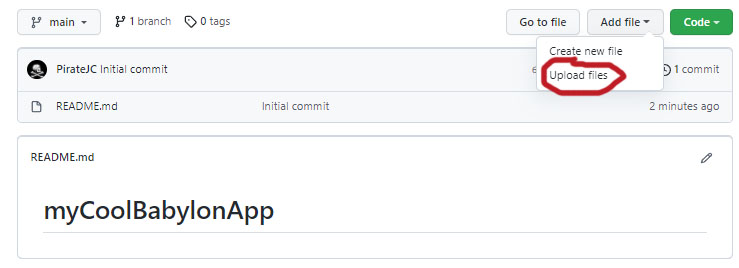 main 1 branch 0 tags Go to file Add file Code
Create new file
PirateJC Initial commit 1 commit
Upload files
README.md Initial commit 2 minutes ago
README.md
myCoolBabylonApp